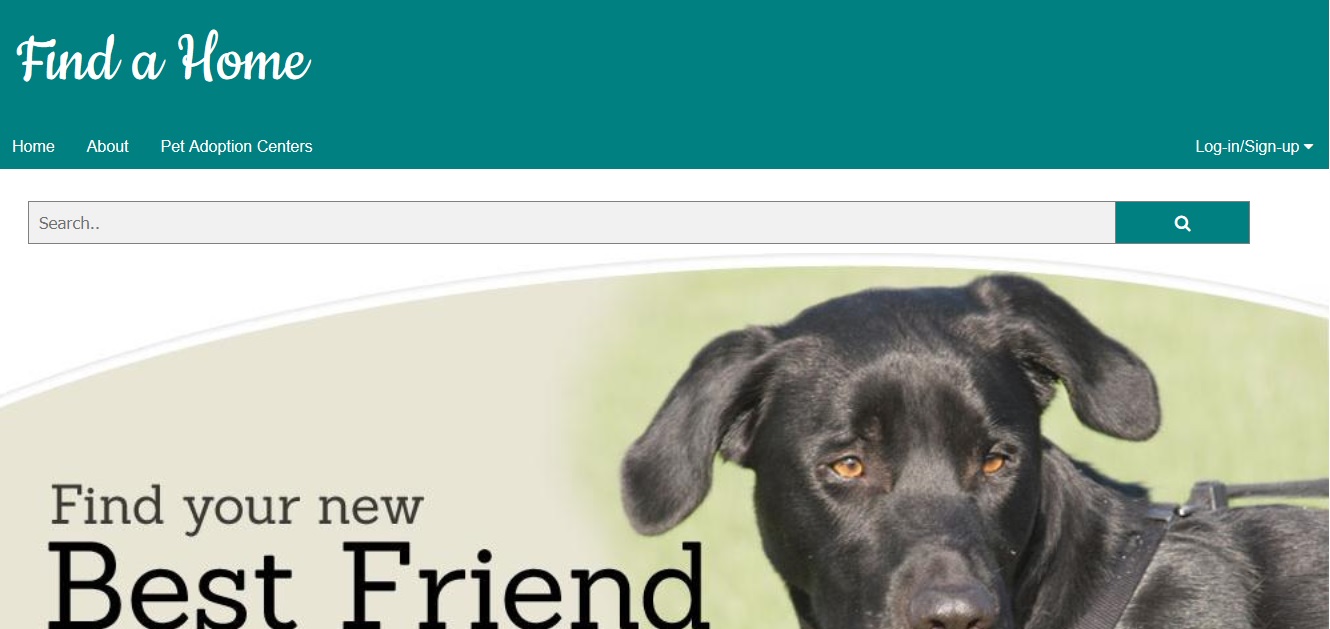 Find a Home
Home About Pet Adoption Centers Log-in/Sign-up
Search..
Find your new
Best Friend